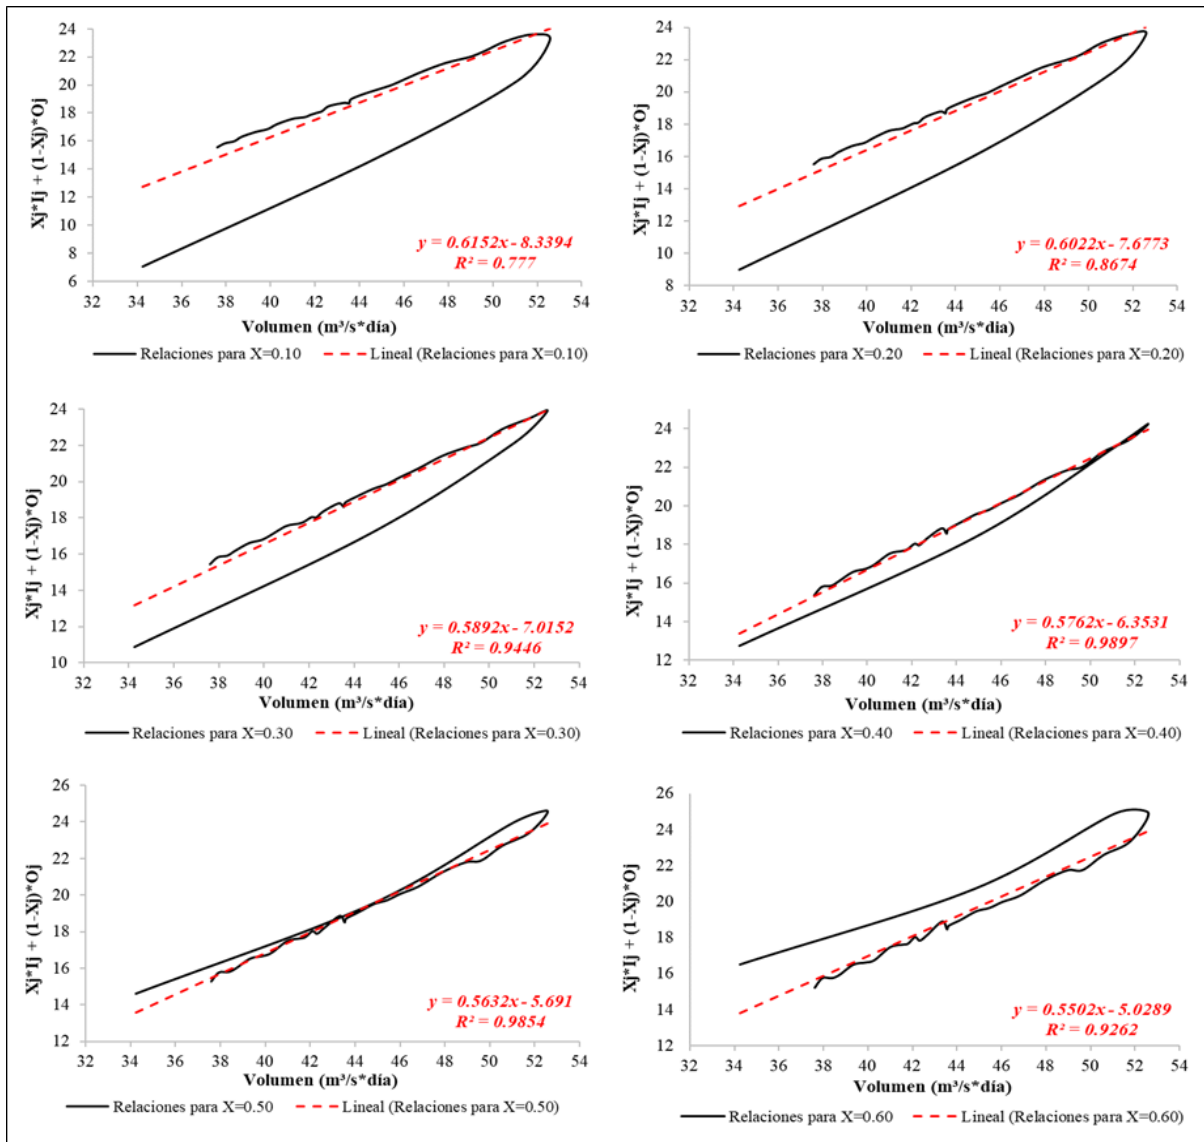 24
22
20
18
16
14
12
10
8
6
Xj*Ij + (1-Xj)*Oj
32 34 36 38 40 42 44 46 48 50 52 54
Volumen (m³/s*día)
y = 0.6152x - 8.3394
R² = 0.777
Relaciones para X=0.10 Lineal (Relaciones para X=0.10)
24
22
20
18
16
14
12
10
8
Xj*Ij + (1-Xj)*Oj
32 34 36 38 40 42 44 46 48 50 52 54
Volumen (m³/s*día)
y = 0.6022x - 7.6773
R² = 0.8674
Relaciones para X=0.20 Lineal (Relaciones para X=0.20)
24
22
20
18
16
14
12
10
Xj*Ij + (1-Xj)*Oj
32 34 36 38 40 42 44 46 48 50 52 54
Volumen (m³/s*día)
y = 0.5892x - 7.0152
R² = 0.9446
Relaciones para X=0.30 Lineal (Relaciones para X=0.30)
24
22
20
18
16
14
12
Xj*Ij + (1-Xj)*Oj
32 34 36 38 40 42 44 46 48 50 52 54
Volumen (m³/s*día)
y = 0.5762x - 6.3531
R² = 0.9897
Relaciones para X=0.40 Lineal (Relaciones para X=0.40)
26
24
22
20
18
16
14
12
Xj*Ij + (1-Xj)*Oj
32 34 36 38 40 42 44 46 48 50 52 54
Volumen (m³/s*día)
y = 0.5632x - 5.691
R² = 0.9854
Relaciones para X=0.50 Lineal (Relaciones para X=0.50)
26
24
22
20
18
16
14
12
Xj*Ij + (1-Xj)*Oj
32 34 36 38 40 42 44 46 48 50 52 54
Volumen (m³/s*día)
y = 0.5502x - 5.0289
R² = 0.9262
Relaciones para X=0.60 Lineal (Relaciones para X=0.60)